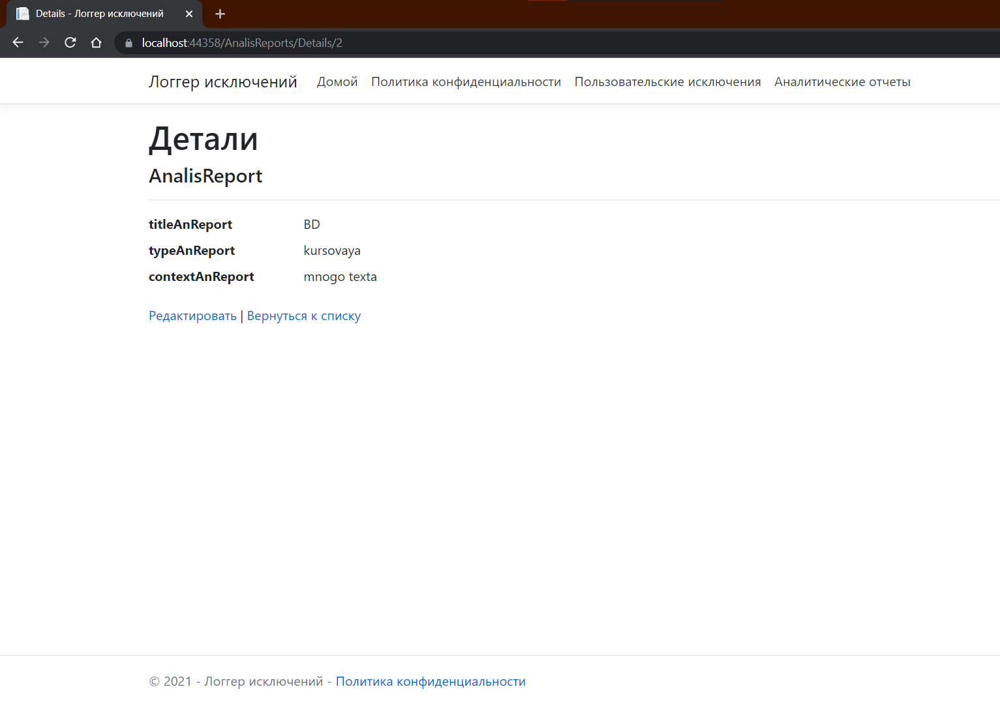 Details - Логгер исключений
localhost:44358/AnalisReports/Details/2
Логгер исключений Домой Политика конфиденциальности Пользовательские исключения Аналитические отчеты
Детали
AnalisReport
titleAnReport BD
typeAnReport kursovaya
contextAnReport mnogo texta
Редактировать | Вернуться к списку
© 2021 - Логгер исключений - Политика конфиденциальности